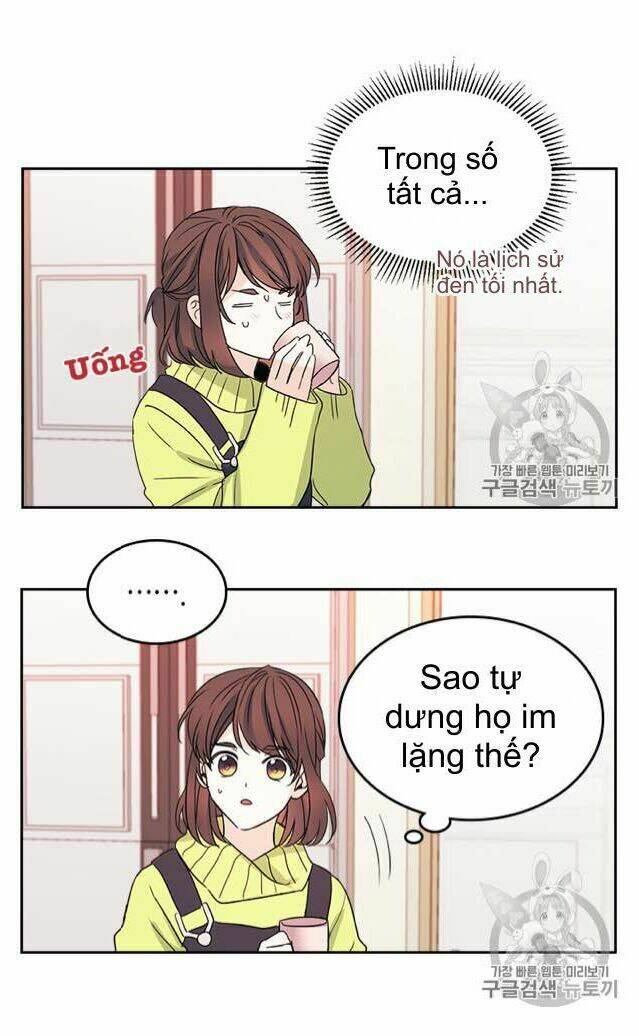 Trong số
tất cả...
Nó là lịch sử
đen tối nhất.
Uống
가장 빠른 웹툰 미리보기
구글검색 뉴토끼
.......
Sao tự
dưng họ im
lặng thế?
가장 빠른 웹툰 미리보기
구글검색 뉴토끼